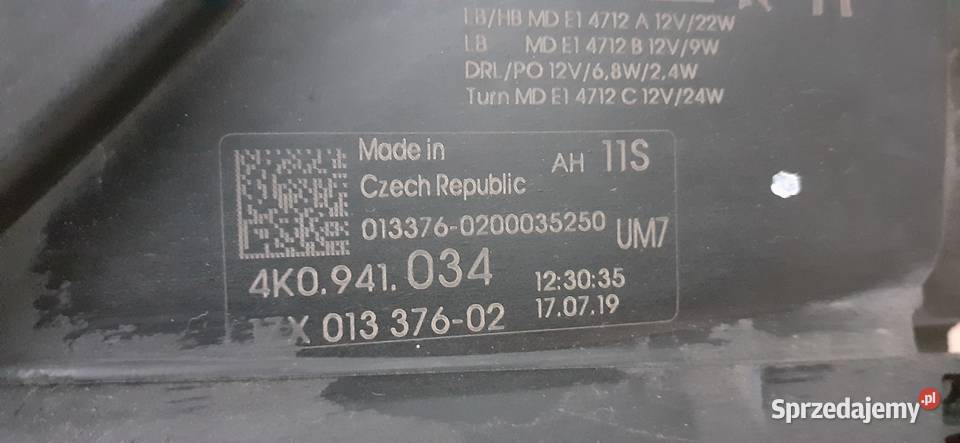 LB/HB MD E1 4712 A 12V/22W
LB MD E1 4712 B 12V/9W
DRL/PO 12V/6,8W/2,4W
Turn MD E1 4712 C 12V/24W
Made in AH 11S
Czech Republic
013376-0200035250 UM7
4K0.941.034 12:30:35
X 013 376-02 17.07.19
Sprzedajemy.pl